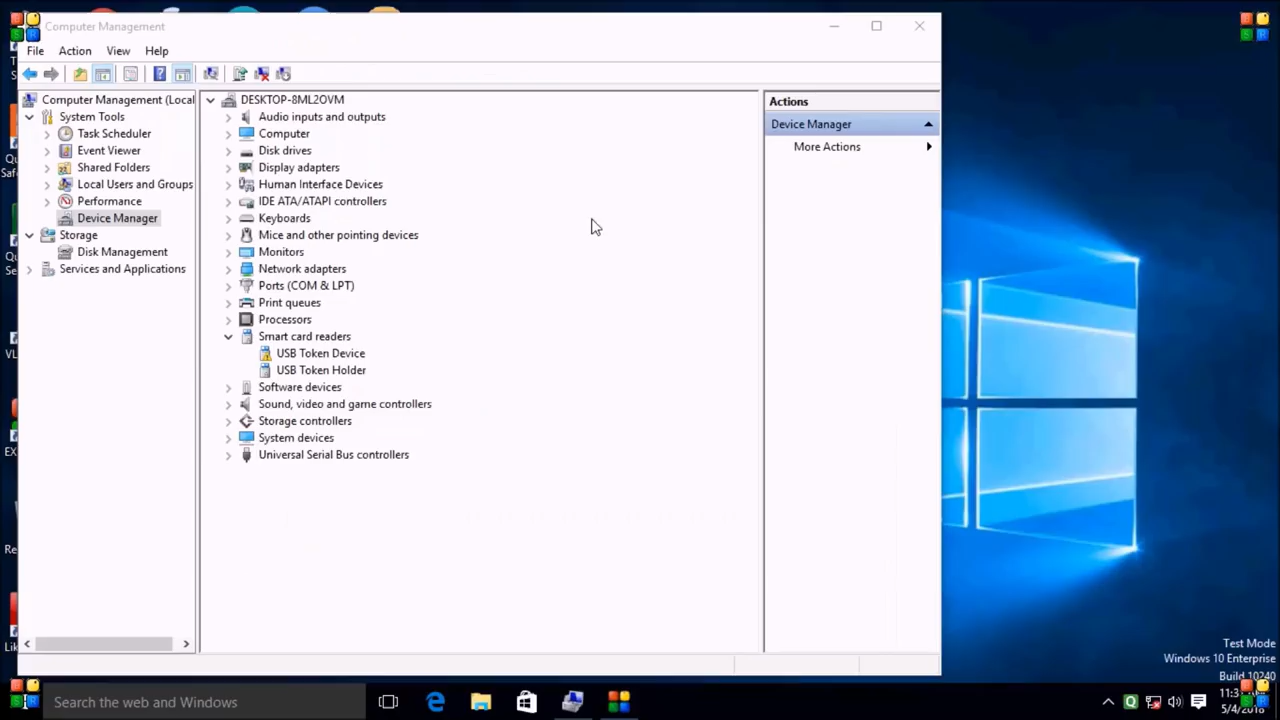 Computer Management
File Action View Help
Computer Management (Local
System Tools
Task Scheduler
Event Viewer
Shared Folders
Local Users and Groups
Performance
Device Manager
Storage
Disk Management
Services and Applications
DESKTOP-8ML2OVM
Audio inputs and outputs
Computer
Disk drives
Display adapters
Human Interface Devices
IDE ATA/ATAPI controllers
Keyboards
Mice and other pointing devices
Monitors
Network adapters
Ports (COM & LPT)
Print queues
Processors
Smart card readers
USB Token Device
USB Token Holder
Software devices
Sound, video and game controllers
Storage controllers
System devices
Universal Serial Bus controllers
Actions
Device Manager
More Actions
Test Mode
Windows 10 Enterprise
Build 10240
Search the web and Windows